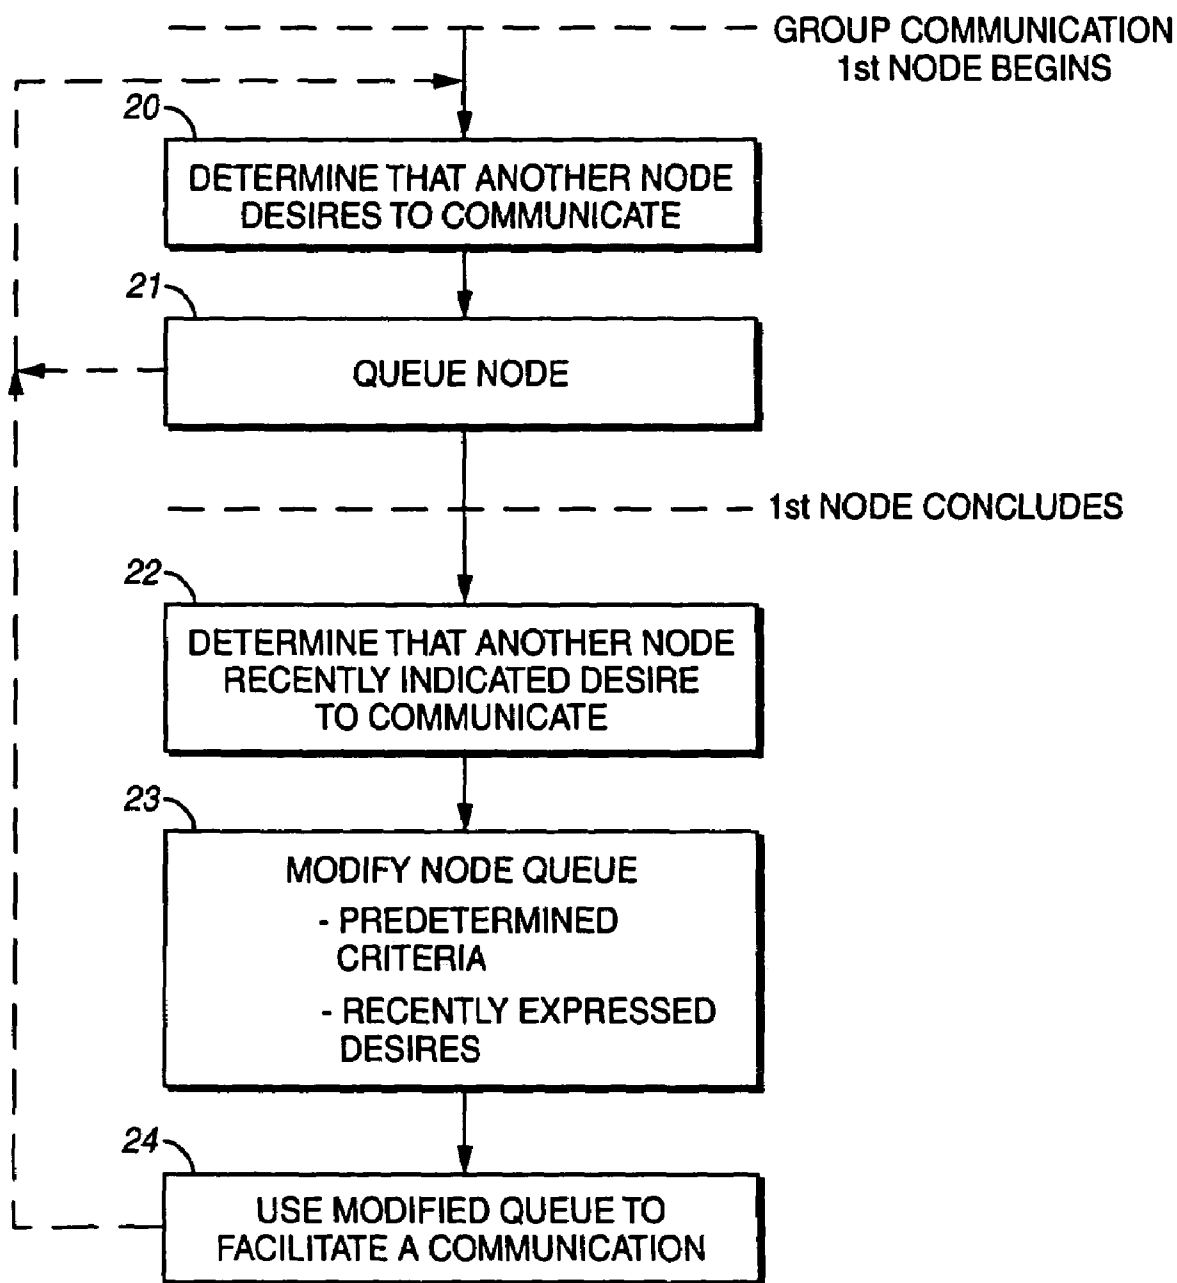 GROUP COMMUNICATION
1st NODE BEGINS
20
DETERMINE THAT ANOTHER NODE
DESIRES TO COMMUNICATE
21
QUEUE NODE
1st NODE CONCLUDES
22
DETERMINE THAT ANOTHER NODE
RECENTLY INDICATED DESIRE
TO COMMUNICATE
23
MODIFY NODE QUEUE
- PREDETERMINED
CRITERIA
- RECENTLY EXPRESSED
DESIRES
24
USE MODIFIED QUEUE TO
FACILITATE A COMMUNICATION